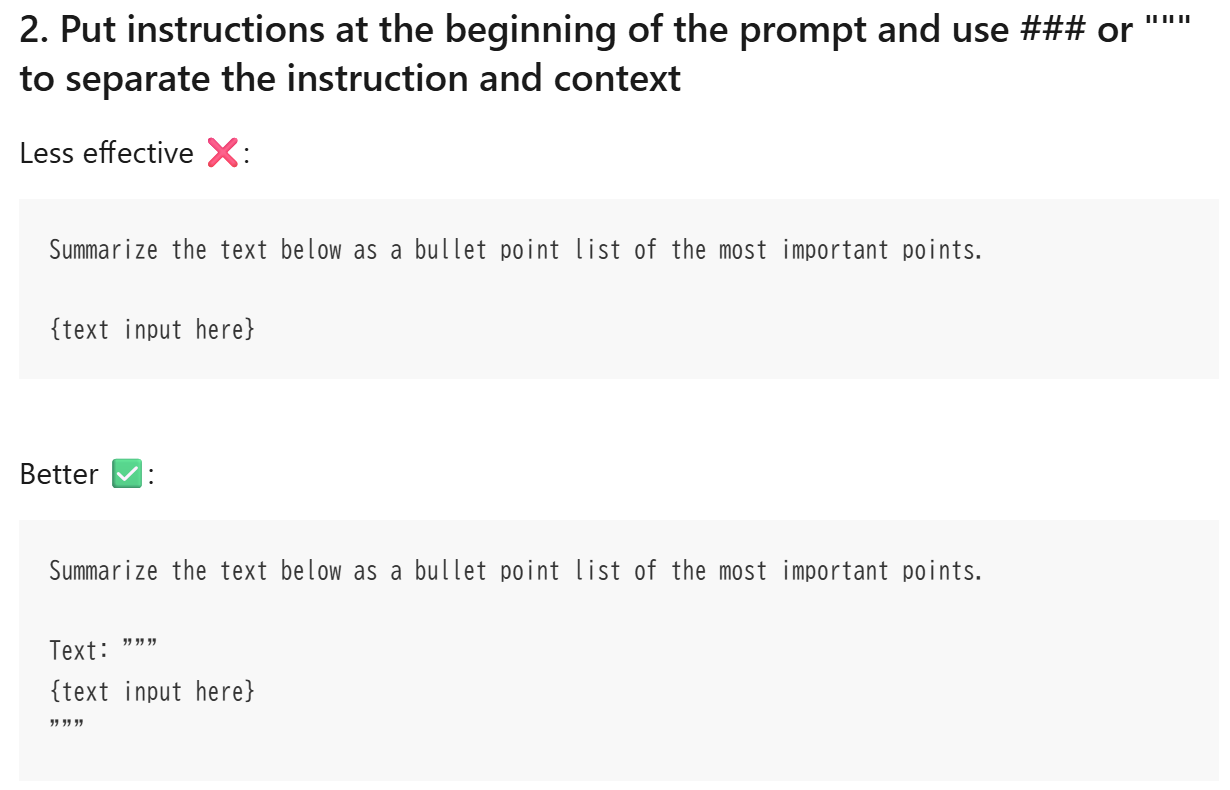 2. Put instructions at the beginning of the prompt and use ### or """
to separate the instruction and context
Less effective ❌:
Summarize the text below as a bullet point list of the most important points.
{text input here}
Better ✅:
Summarize the text below as a bullet point list of the most important points.
Text: """
{text input here}
"""